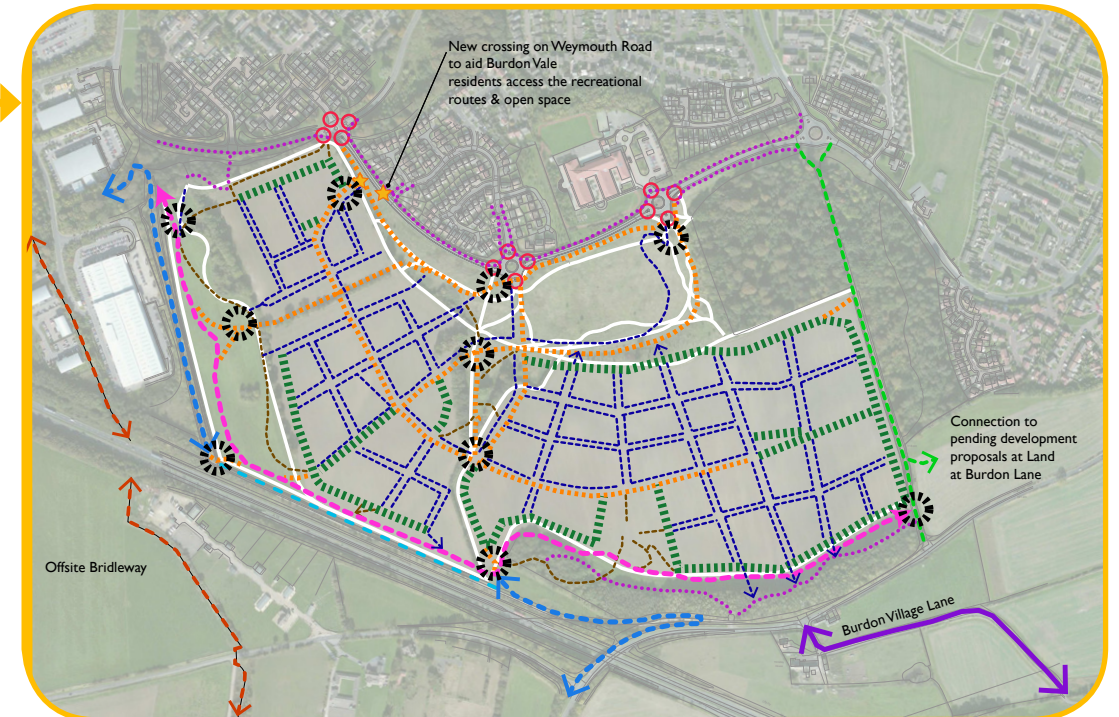 New crossing on Weymouth Road
to aid Burdon Vale
residents access the recreational
routes & open space
Connection to
pending development
proposals at Land
at Burdon Lane
Offsite Bridleway
Burdon Village Lane